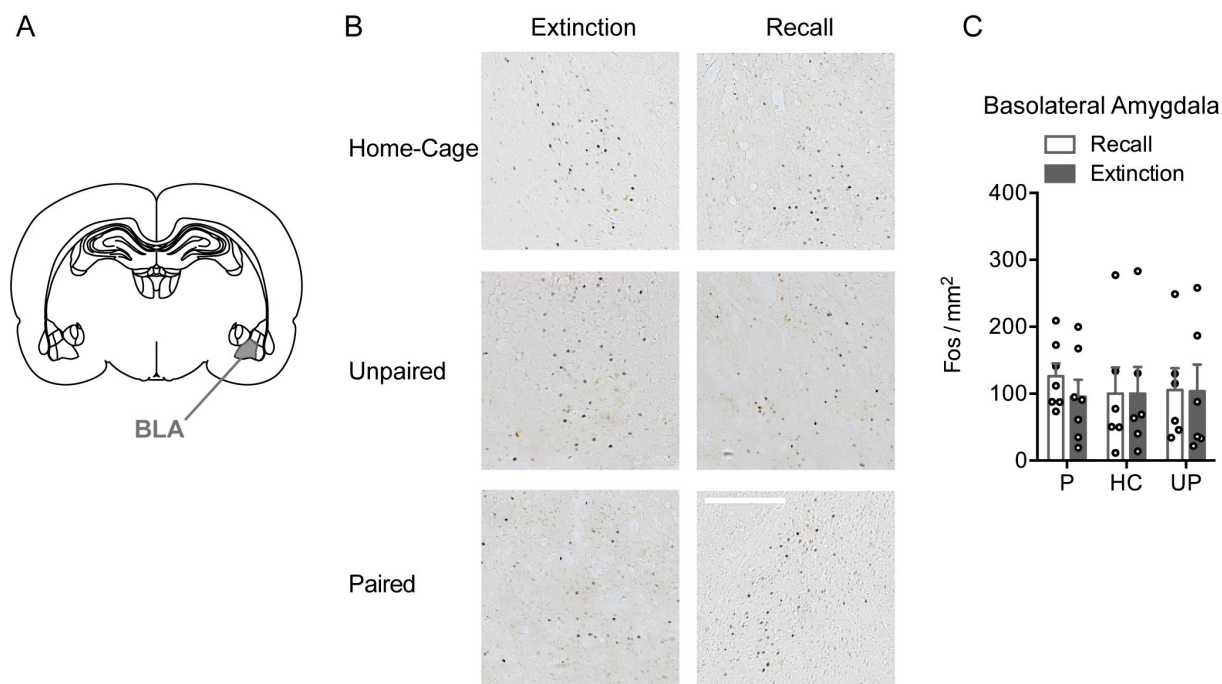 A
BLA
B
Extinction
Recall
Home-Cage
Unpaired
Paired
C
Basolateral Amygdala
Recall
Extinction
Fos / mm²
400
300
200
100
0
P
HC
UP